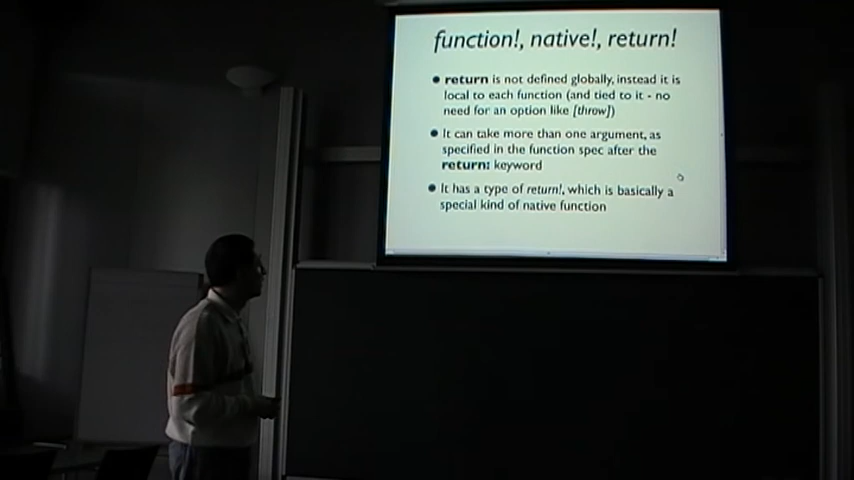 function!, native!, return!
● return is not defined globally, instead it is
local to each function (and tied to it - no
need for an option like [throw])
● It can take more than one argument, as
specified in the function spec after the
return: keyword
● It has a type of return!, which is basically a
special kind of native function